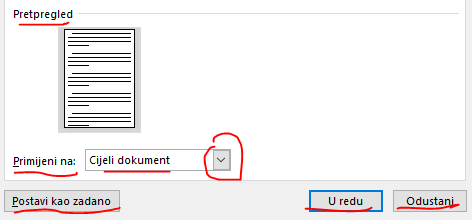 Pretpregled
Primijeni na: Cijeli dokument
Postavi kao zadano U redu Odustani